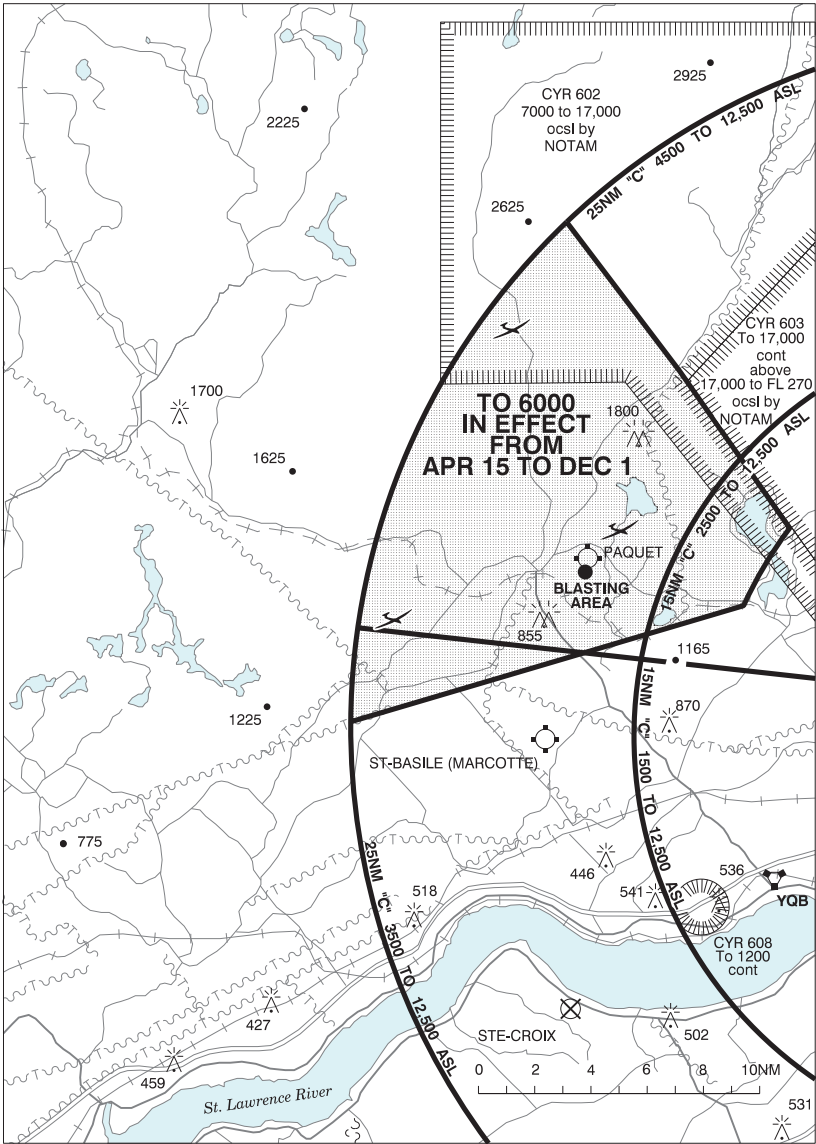 2925
CYR 602
7000 to 17,000
ocsl by
NOTAM
2225
25NM "C" 4500 TO 12,500 ASL
2625
CYR 603
To 17,000
cont
above
17,000 to FL 270
ocsl by
NOTAM
1700
TO 6000
IN EFFECT
FROM
APR 15 TO DEC 1
1800
1625
15NM "C" 2500 TO 12,500 ASL
PAQUET
BLASTING
AREA
855
1165
1225
870
15NM "C" 1500 TO 12,500 ASL
ST-BASILE (MARCOTTE)
775
25NM "C" 3500 TO 12,500 ASL
446
518
541
536
YQB
CYR 608
To 1200
cont
427
STE-CROIX
502
459
0 2 4 6 8 10NM
St. Lawrence River
531